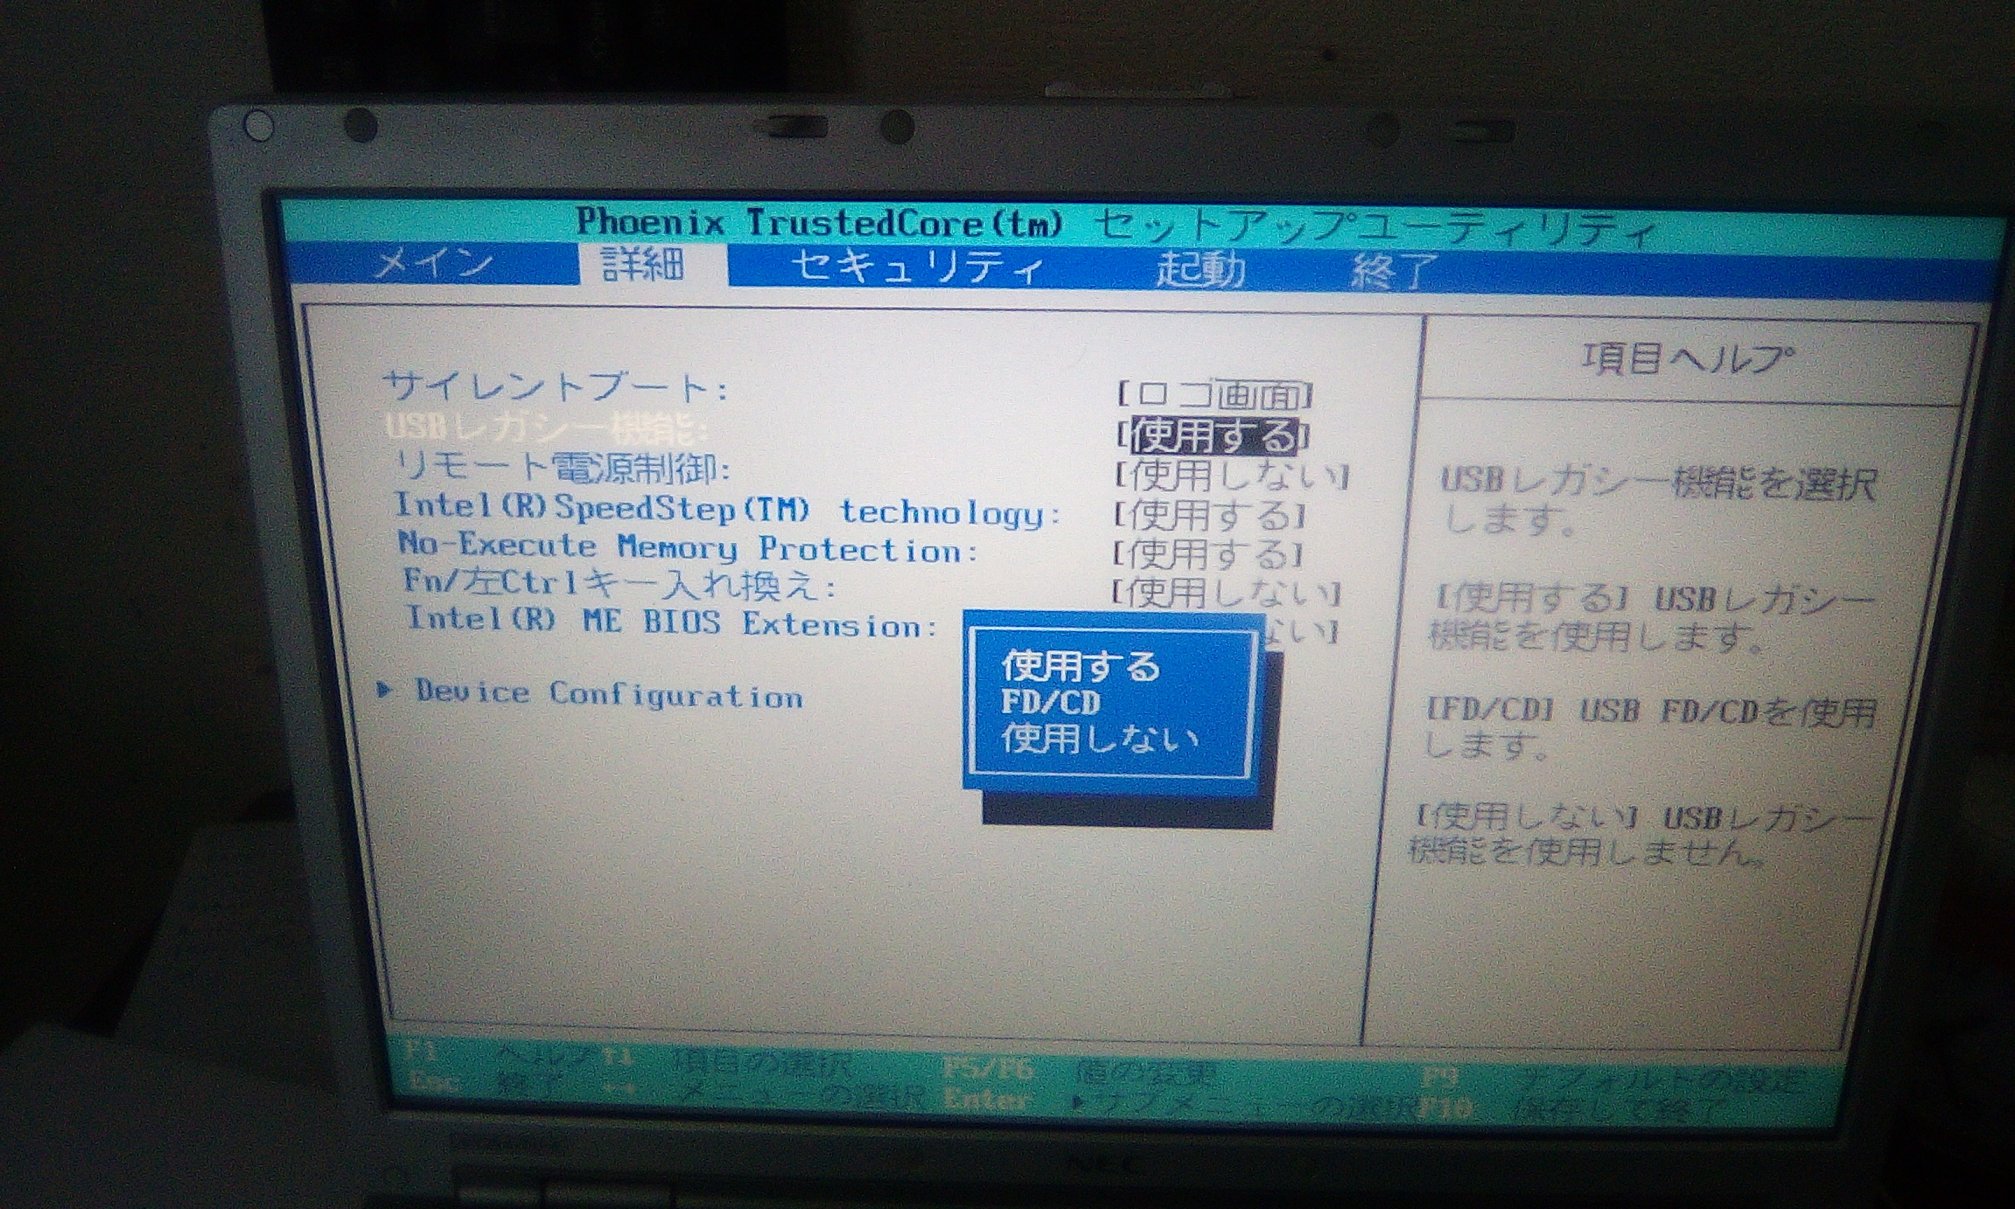 Phoenix TrustedCore(tm) セットアップユーティリティ
メイン 詳細 セキュリティ 起動 終了
サイレントブート: [ロゴ画面]
USBレガシー機能: [使用する]
リモート電源制御: [使用しない]
Intel(R)SpeedStep(TM) technology: [使用する]
No-Execute Memory Protection: [使用する]
Fn/左Ctrlキー入れ換え: [使用しない]
Intel(R) ME BIOS Extension: ない]
▶ Device Configuration
使用する
FD/CD
使用しない
項目ヘルプ
USBレガシー機能を選択
します。
[使用する] USBレガシー
機能を使用します。
[FD/CD] USB FD/CDを使用
します。
[使用しない] USBレガシー
機能を使用しません。
F1 ヘルプ ↑↓ 項目の選択 F5/F6 値の変更 F9 デフォルトの設定
Esc 終了 ←→ メニューの選択 Enter ▶サブメニューの選択 F10 保存して終了
NEC